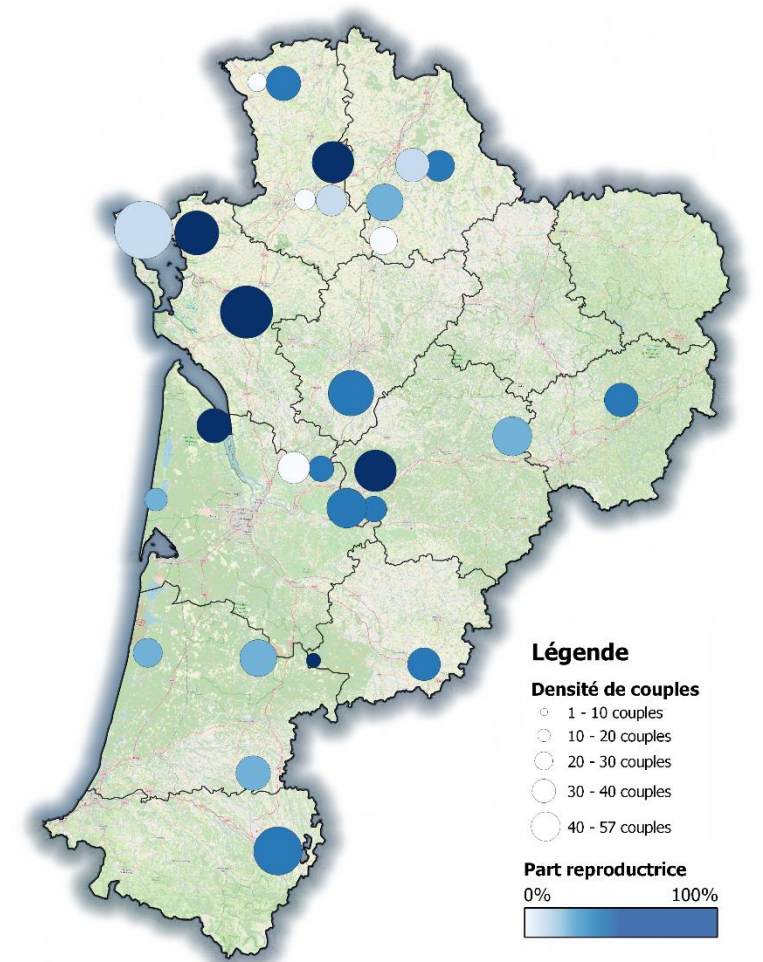 Légende
Densité de couples
1 - 10 couples
10 - 20 couples
20 - 30 couples
30 - 40 couples
40 - 57 couples
Part reproductrice
0% 100%